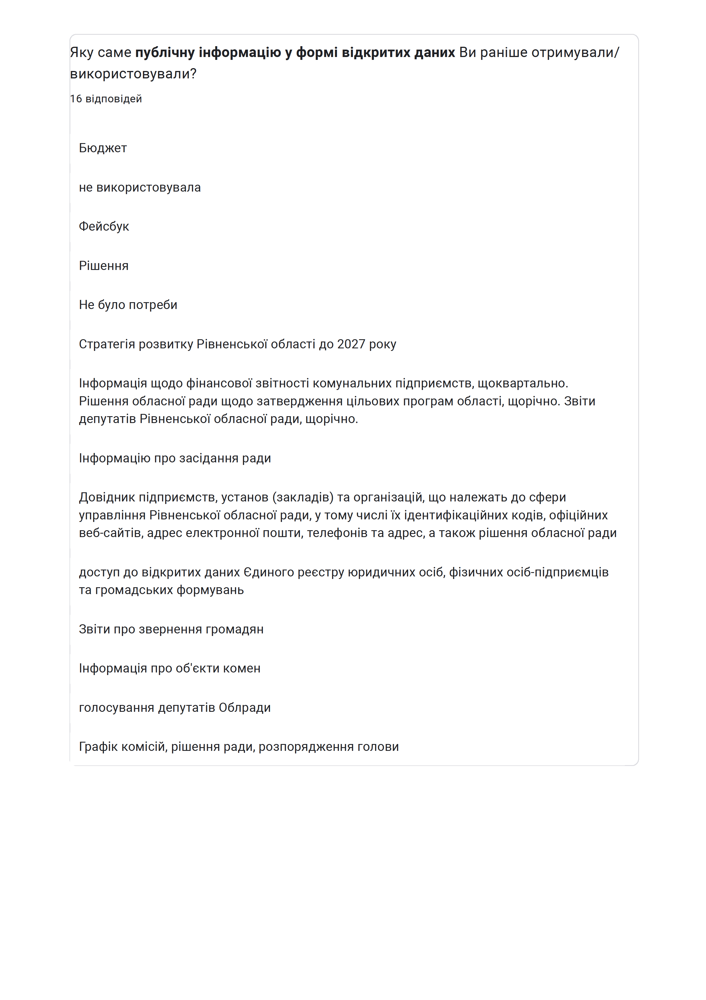 Яку саме публічну інформацію у формі відкритих даних Ви раніше отримували/
використовували?
16 відповідей
Бюджет
не використовувала
Фейсбук
Рішення
Не було потреби
Стратегія розвитку Рівненської області до 2027 року
Інформація щодо фінансової звітності комунальних підприємств, щоквартально.
Рішення обласної ради щодо затвердження цільових програм області, щорічно. Звіти
депутатів Рівненської обласної ради, щорічно.
Інформацію про засідання ради
Довідник підприємств, установ (закладів) та організацій, що належать до сфери
управління Рівненської обласної ради, у тому числі їх ідентифікаційних кодів, офіційних
веб-сайтів, адрес електронної пошти, телефонів та адрес, а також рішення обласної ради
доступ до відкритих даних Єдиного реєстру юридичних осіб, фізичних осіб-підприємців
та громадських формувань
Звіти про звернення громадян
Інформація про об'єкти комен
голосування депутатів Облради
Графік комісій, рішення ради, розпорядження голови